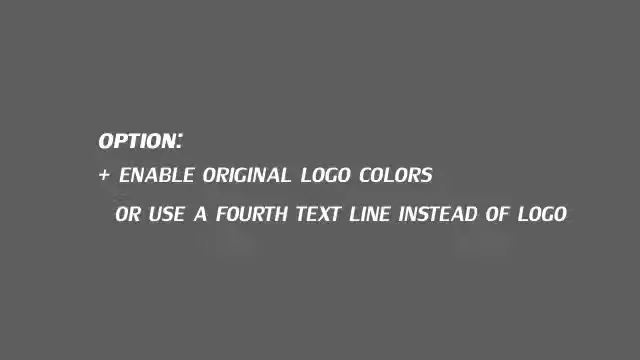 OPTION:
+ ENABLE ORIGINAL LOGO COLORS
OR USE A FOURTH TEXT LINE INSTEAD OF LOGO